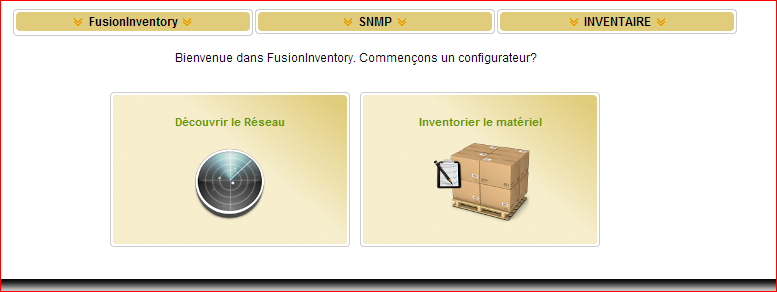 FusionInventory SNMP INVENTAIRE
Bienvenue dans FusionInventory. Commençons un configurateur?
Découvrir le Réseau Inventorier le matériel